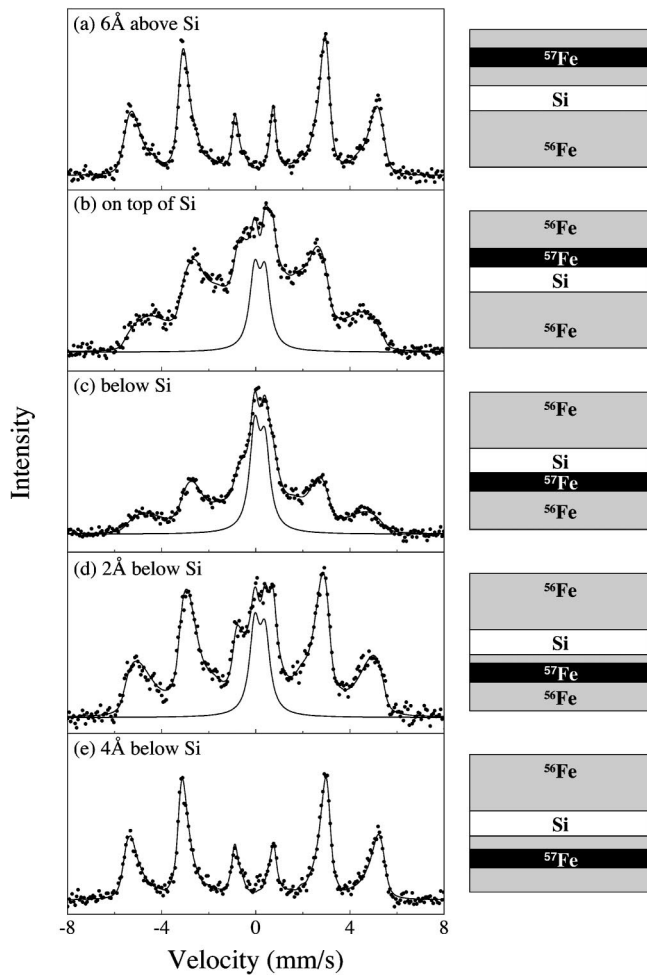 (a) 6Å above Si
⁵⁷Fe
Si
⁵⁶Fe
(b) on top of Si
⁵⁶Fe
⁵⁷Fe
Si
⁵⁶Fe
(c) below Si
⁵⁶Fe
Si
⁵⁷Fe
⁵⁶Fe
Intensity
(d) 2Å below Si
⁵⁶Fe
Si
⁵⁷Fe
⁵⁶Fe
(e) 4Å below Si
⁵⁶Fe
Si
⁵⁷Fe
-8 -4 0 4 8
Velocity (mm/s)